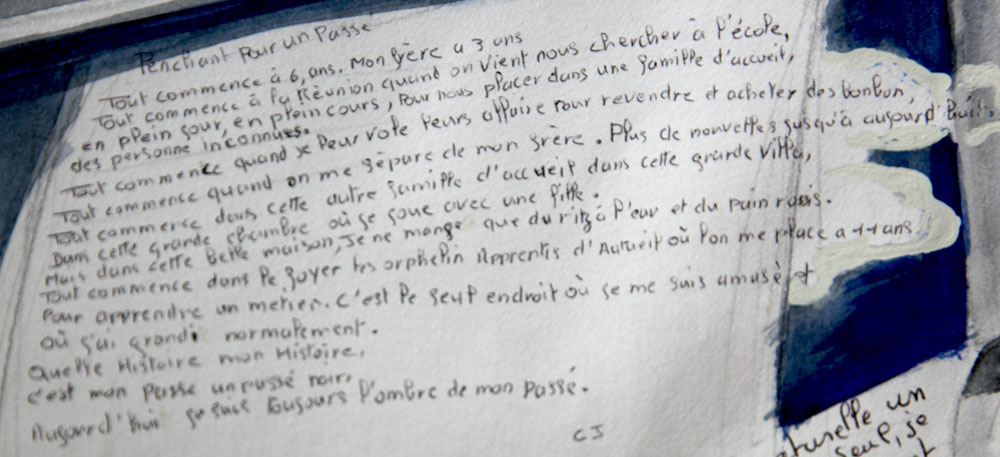 Penchant Pour un Passé
Tout commence à 6, ans. Mon frère a 3 ans
Tout commence à la Réunion quand on vient nous chercher à l'école,
en plein jour, en plein cours, Pour nous placer dans une famille d'accueil,
des personne inconnues.
Tout commence quand je leur vole leurs affaire pour revendre et acheter des bonbon,
Tout commence quand on me sépare de mon frère. Plus de nouvelles jusqu'à aujourd'hui.
Tout commence dans cette autre famille d'accueil dans cette grande villa,
Dans cette grande chambre où je joue avec une fille.
Mais dans cette Belle maison, Je ne mange que du riz à l'eau et du pain rassis.
Tout commence dans le foyer les orphelin Apprentis d'Auteuil où l'on me place a 11 ans
Pour apprendre un metier. C'est le seul endroit où je me suis amusè et
où j'ai grandi normalement.
Quelle Histoire mon Histoire,
c'est mon passe un passé noir,
Aujourd'hui je suis toujours l'ombre de mon passé.
CJ
turelle un
seul, je